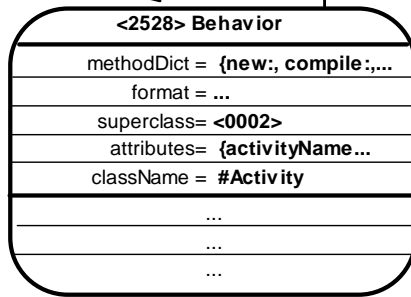 <2528> Behavior
methodDict = {new:, compile:,...
format = ...
superclass= <0002>
attributes= {activityName...
className = #Activity
...
...
...